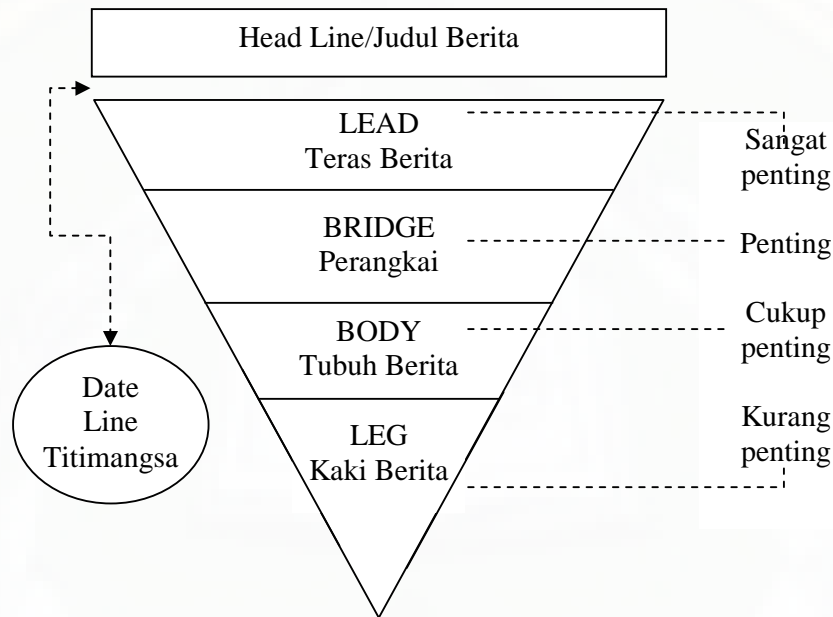 Head Line/Judul Berita
LEAD
Teras Berita
Sangat
penting
BRIDGE
Perangkai
Penting
BODY
Tubuh Berita
Cukup
penting
Date
Line
Titimangsa
LEG
Kaki Berita
Kurang
penting